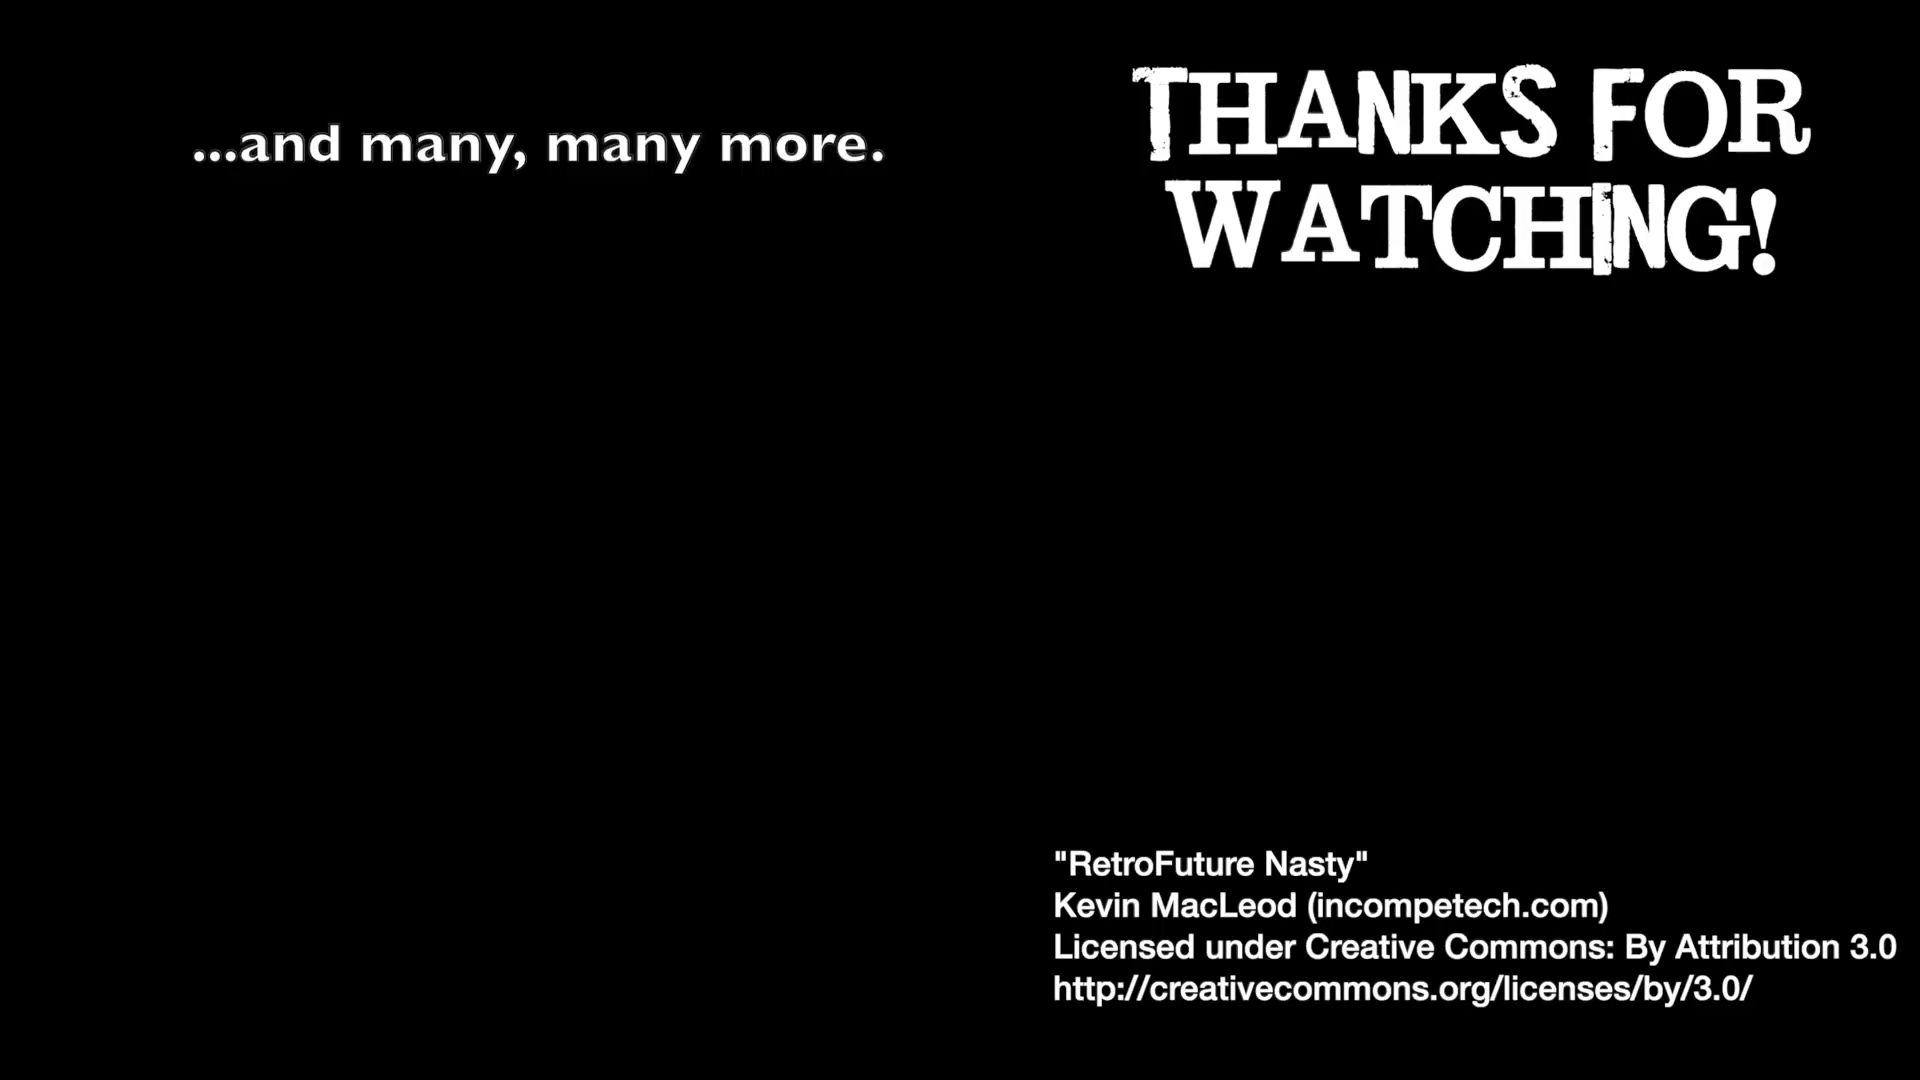 ...and many, many more.
THANKS FOR
WATCHING!
"RetroFuture Nasty"
Kevin MacLeod (incompetech.com)
Licensed under Creative Commons: By Attribution 3.0
http://creativecommons.org/licenses/by/3.0/